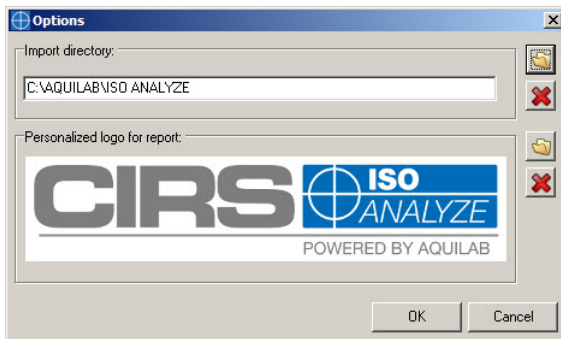 Options
Import directory:
C:\AQUILAB\ISO ANALYZE
Personalized logo for report:
CIRS ISO
ANALYZE
POWERED BY AQUILAB
OK Cancel